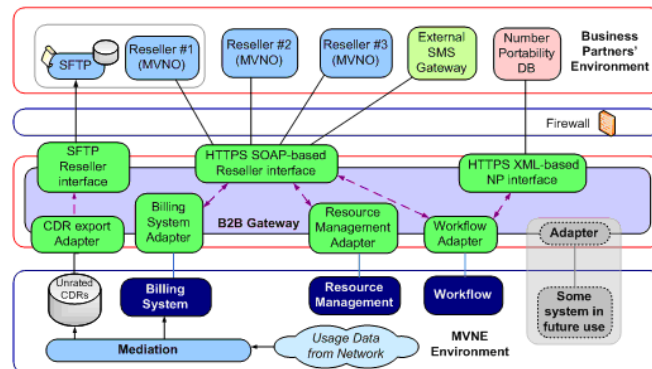 SFTP
Reseller #1
(MVNO)
Reseller #2
(MVNO)
Reseller #3
(MVNO)
External
SMS
Gateway
Number
Portability
DB
Business
Partners'
Environment
Firewall
SFTP
Reseller
interface
HTTPS SOAP-based
Reseller interface
HTTPS XML-based
NP interface
CDR export
Adapter
Billing
System
Adapter
B2B Gateway
Resource
Management
Adapter
Workflow
Adapter
Adapter
Unrated
CDRs
Billing
System
Resource
Management
Workflow
Some
system in
future use
Mediation
Usage Data
from Network
MVNE
Environment